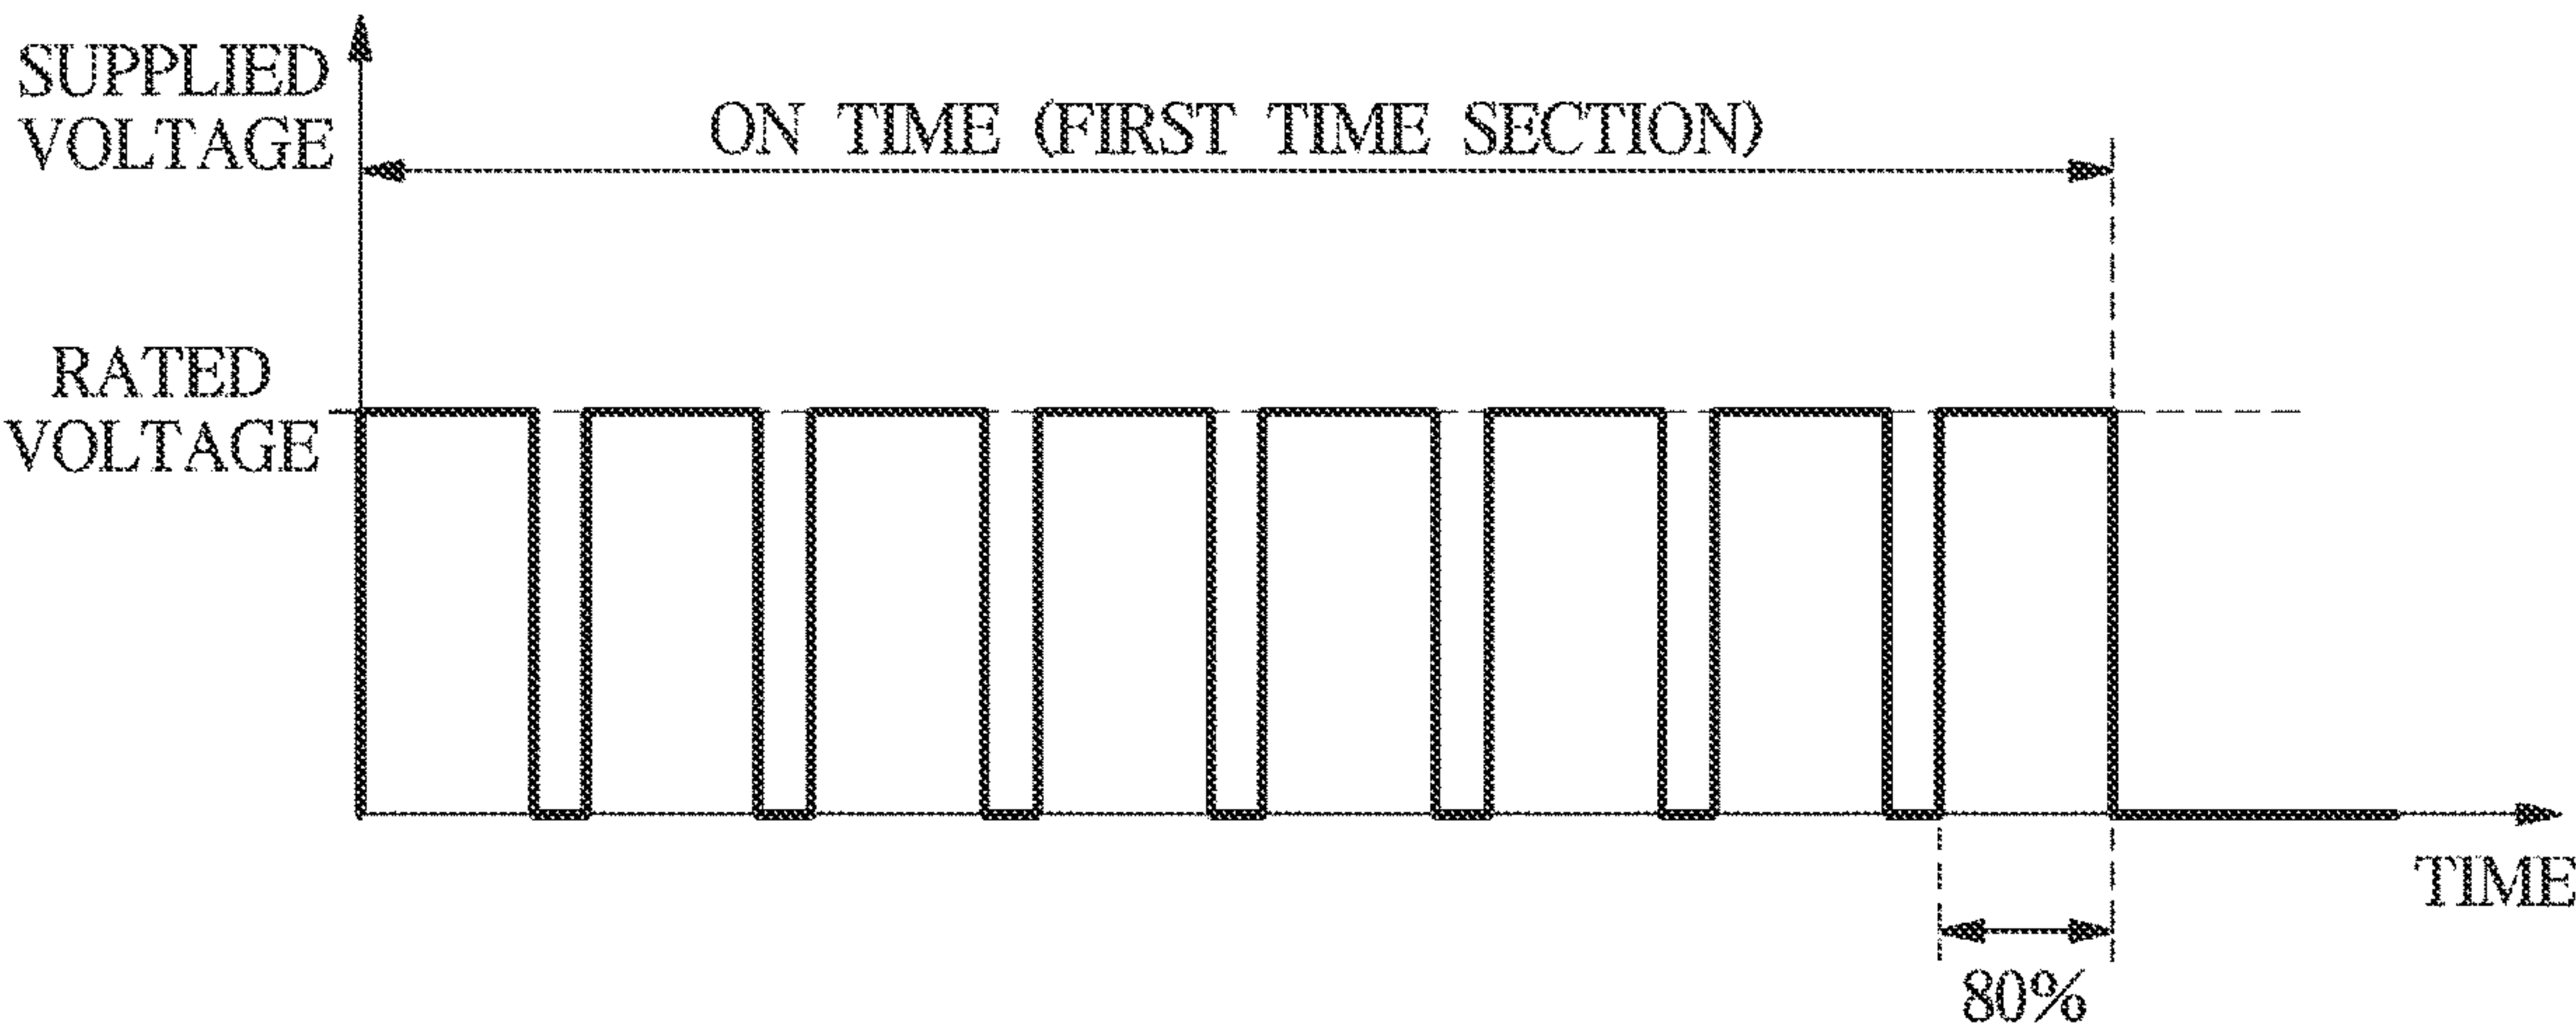 SUPPLIED
VOLTAGE
ON TIME (FIRST TIME SECTION)
RATED
VOLTAGE
TIME
80%